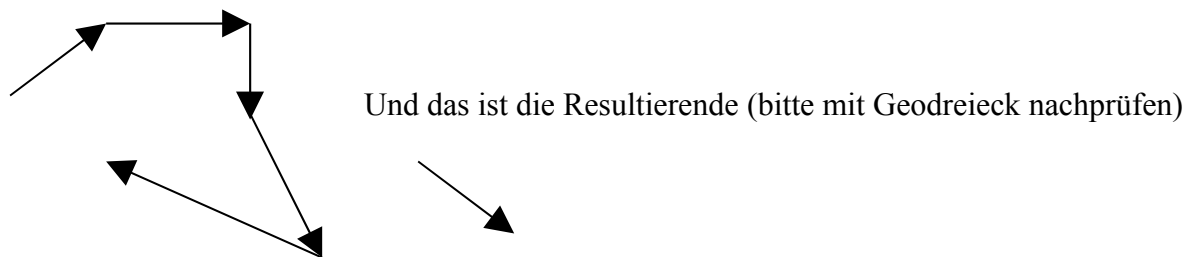 Und das ist die Resultierende (bitte mit Geodreieck nachprüfen)